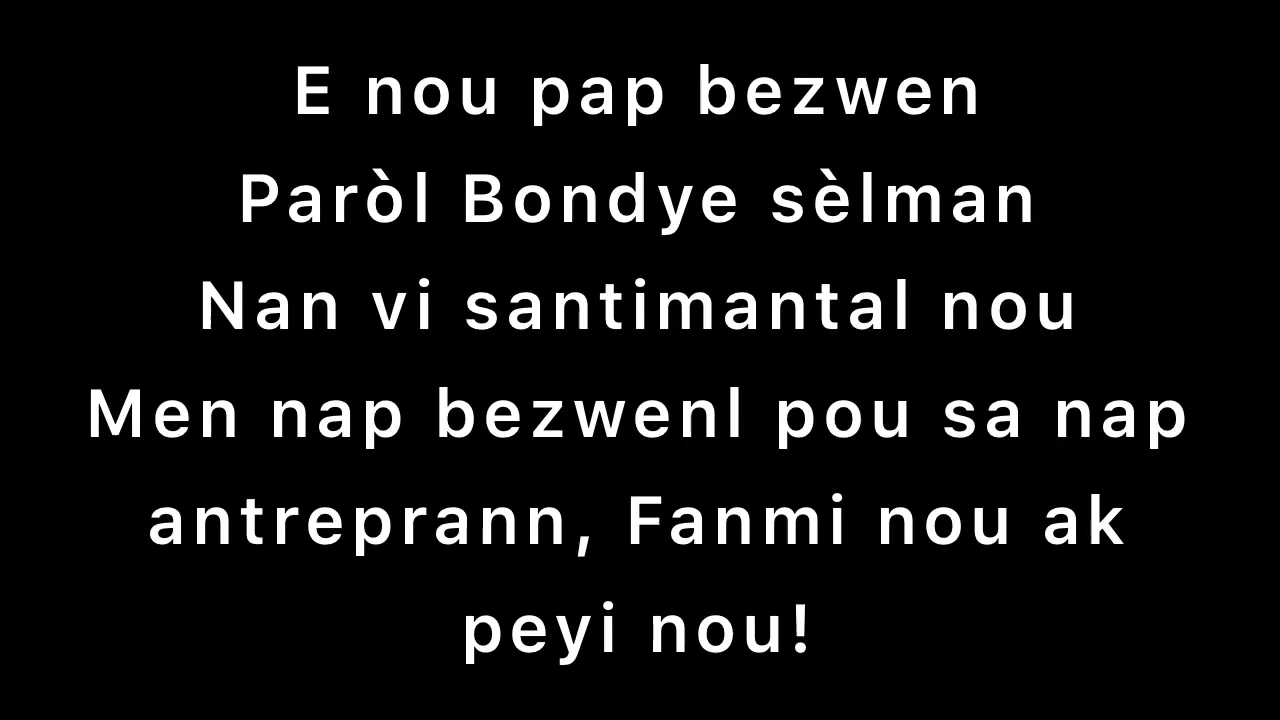 E nou pap bezwen
Paròl Bondye sèlman
Nan vi santimantal nou
Men nap bezwenl pou sa nap
antreprann, Fanmi nou ak
peyi nou!